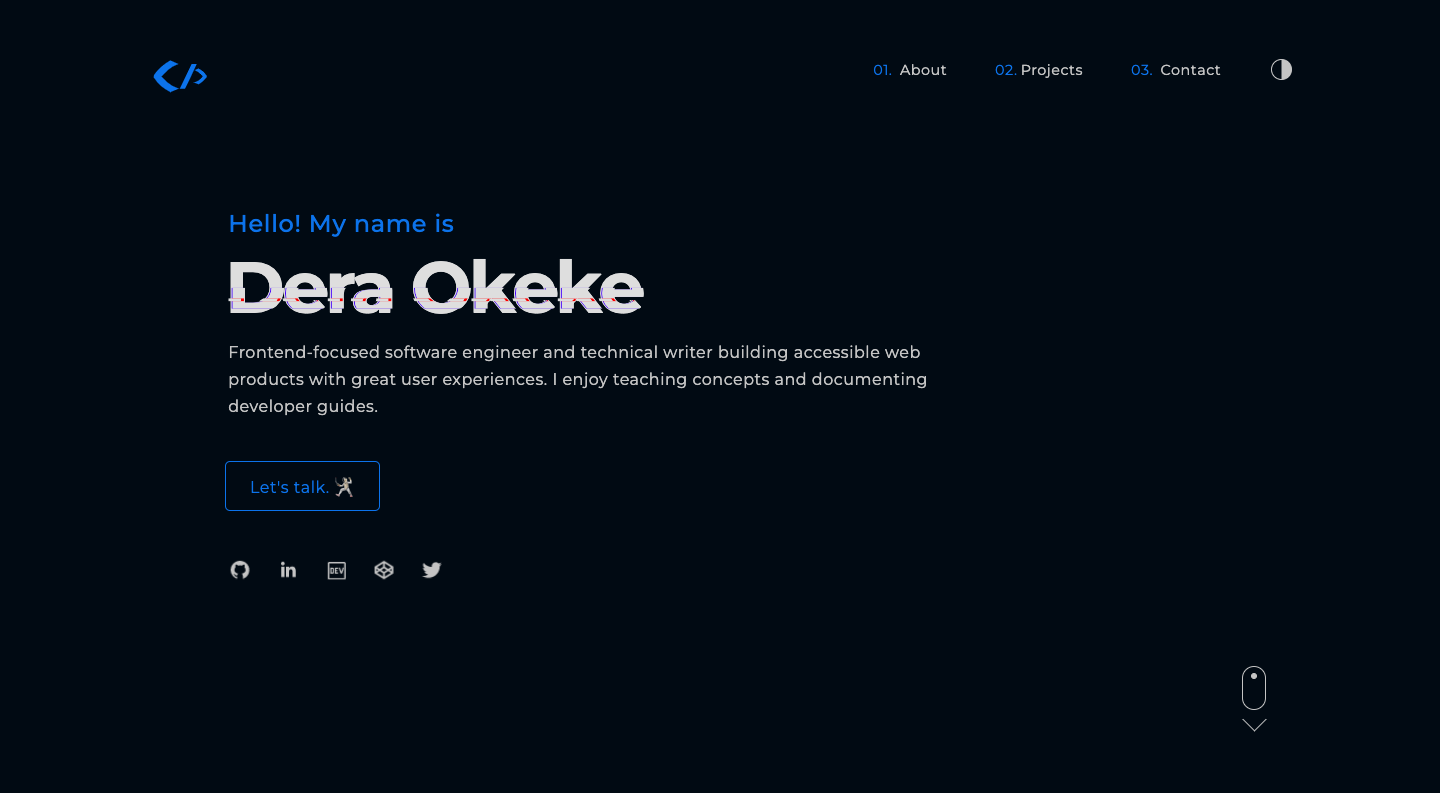 </>
01. About
02. Projects
03. Contact
Hello! My name is
Dera Okeke
Frontend-focused software engineer and technical writer building accessible web
products with great user experiences. I enjoy teaching concepts and documenting
developer guides.
Let's talk.
in
DEV